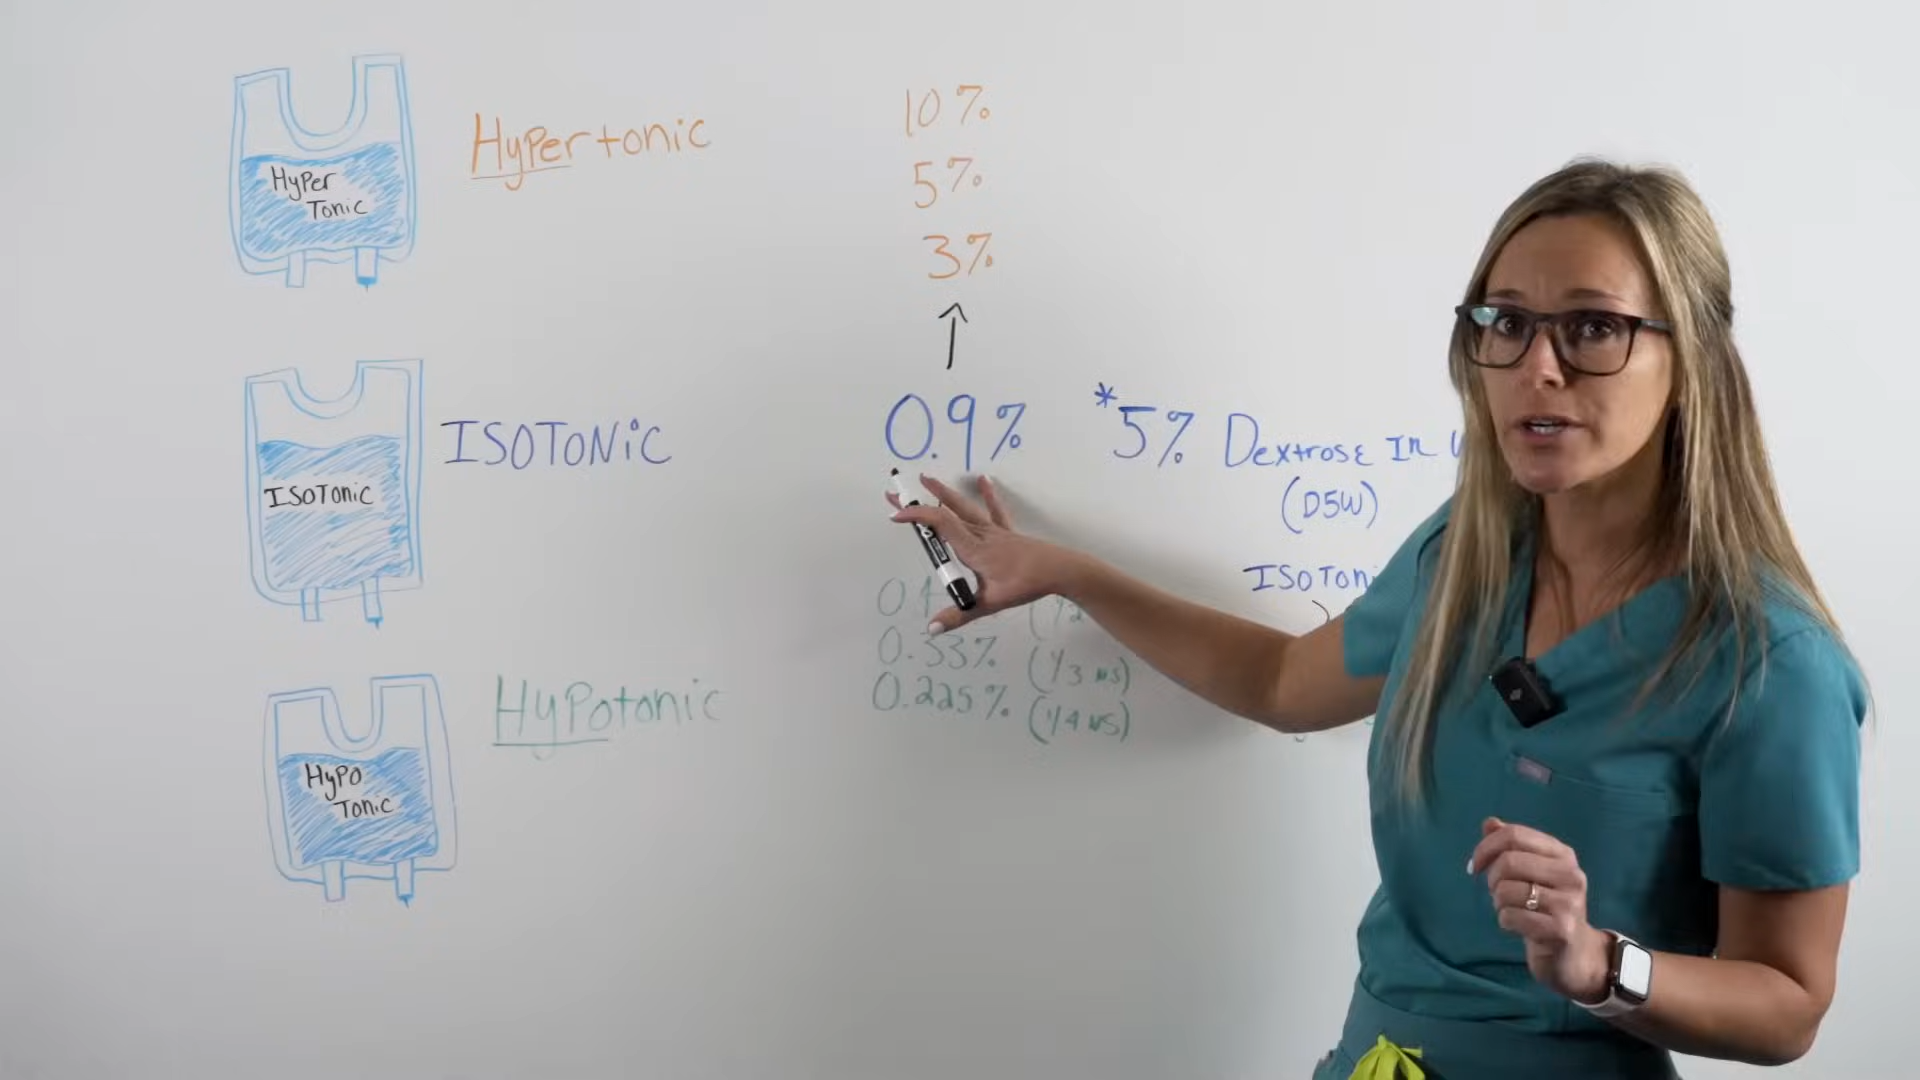 Hyper
Tonic
Hypertonic
10%
5%
3%
ISOTonic
ISOTONiC
0.9%
*5% Dextrose In
(D5W)
0.33% (1/3 NS)
0.225% (1/4 NS)
HyPotonic
HyPO
Tonic